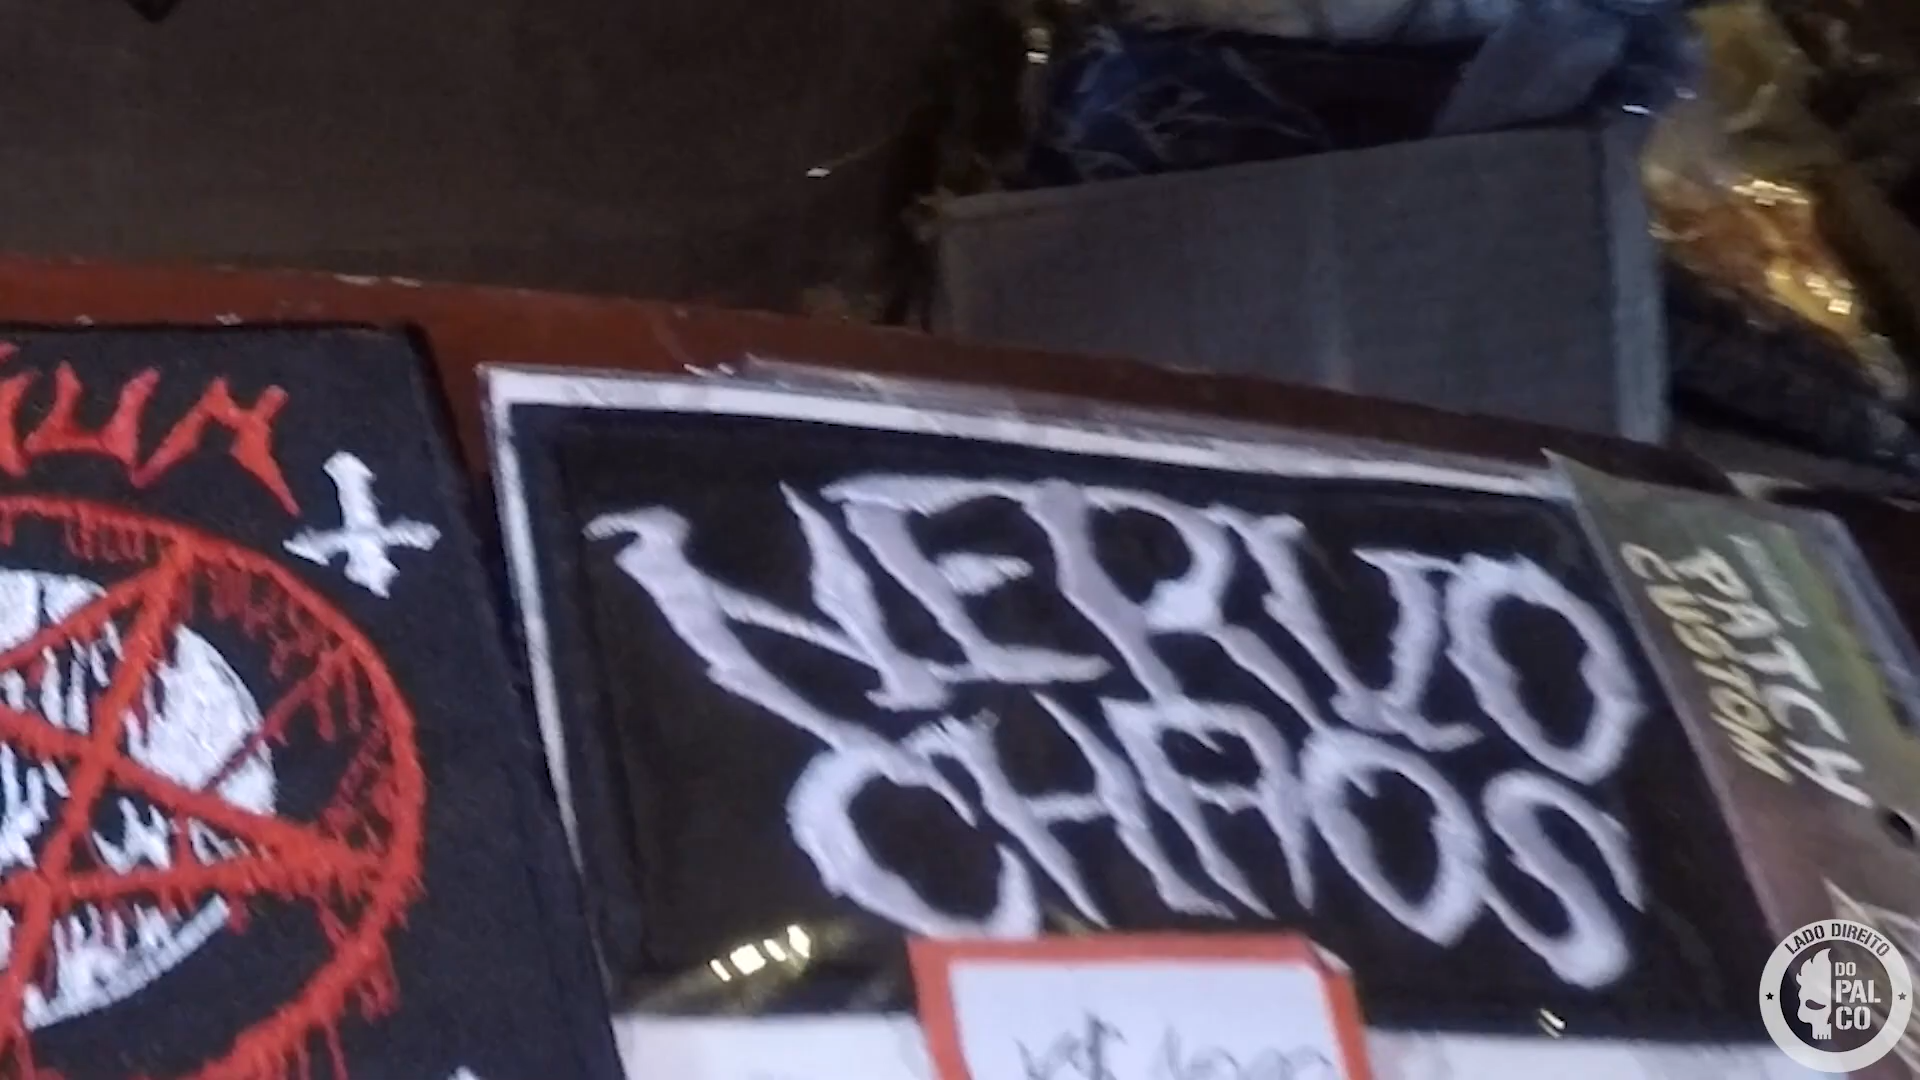 NERVO
CHAOS
PATCH
CUSTOM
LADO DIREITO
DO
PAL
CO